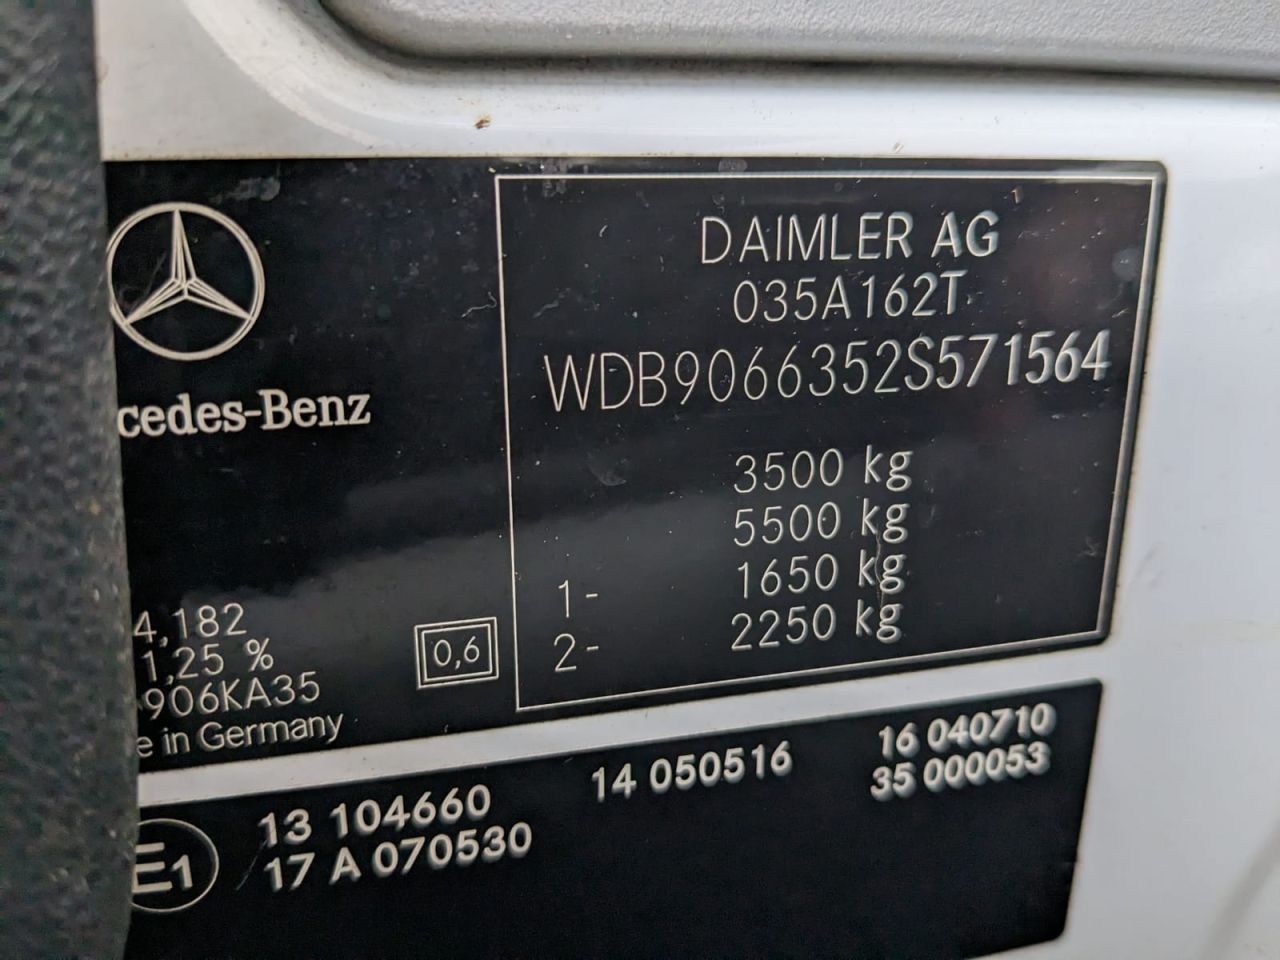 DAIMLER AG
035A162T
WDB9066352S571564
3500 kg
5500 kg
1- 1650 kg
2- 2250 kg
cedes-Benz
4,182
1,25 %
906KA35
e in Germany
0,6
E1
13 104660
14 050516
16 040710
17 A 070530
35 000053